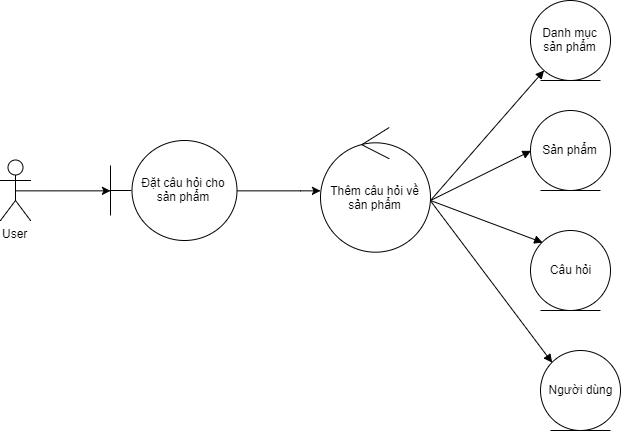 User
Đặt câu hỏi cho
sản phẩm
Thêm câu hỏi về
sản phẩm
Danh mục
sản phẩm
Sản phẩm
Câu hỏi
Người dùng